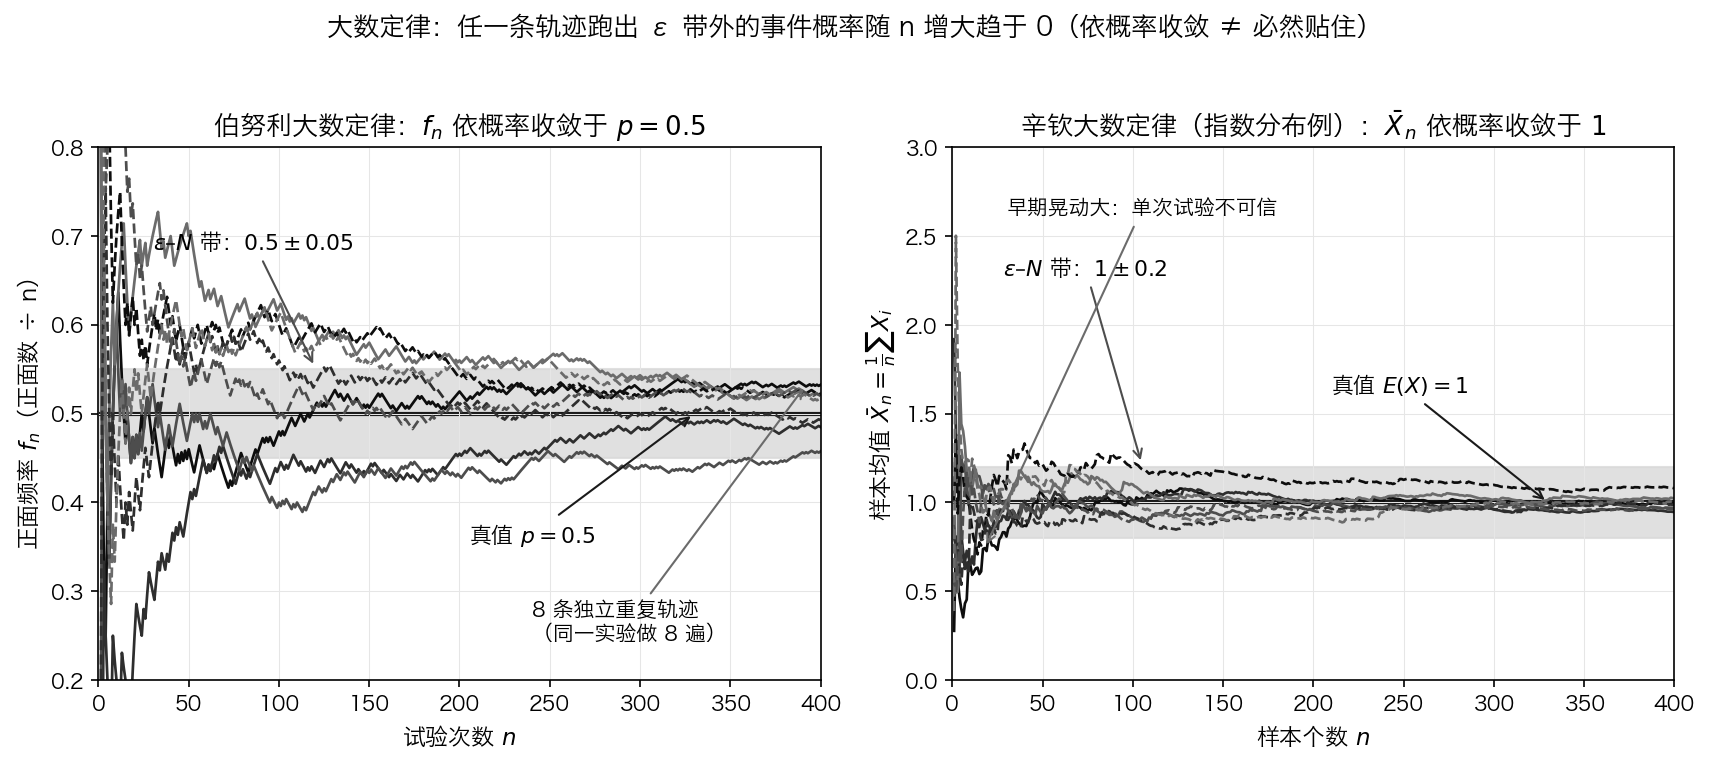 大数定律：任一条轨迹跑出 ε 带外的事件概率随 n 增大趋于 0（依概率收敛 ≠ 必然贴住）
伯努利大数定律：fₙ 依概率收敛于 p = 0.5
正面频率 fₙ（正面数 ÷ n）
0.8
0.7
0.6
0.5
0.4
0.3
0.2
ε–N 带：0.5 ± 0.05
真值 p = 0.5
8 条独立重复轨迹
（同一实验做 8 遍）
0 50 100 150 200 250 300 350 400
试验次数 n
辛钦大数定律（指数分布例）：X̄ₙ 依概率收敛于 1
样本均值 X̄ₙ = 1/n ∑ Xᵢ
3.0
2.5
2.0
1.5
1.0
0.5
0.0
早期晃动大：单次试验不可信
ε–N 带：1 ± 0.2
真值 E(X) = 1
0 50 100 150 200 250 300 350 400
样本个数 n